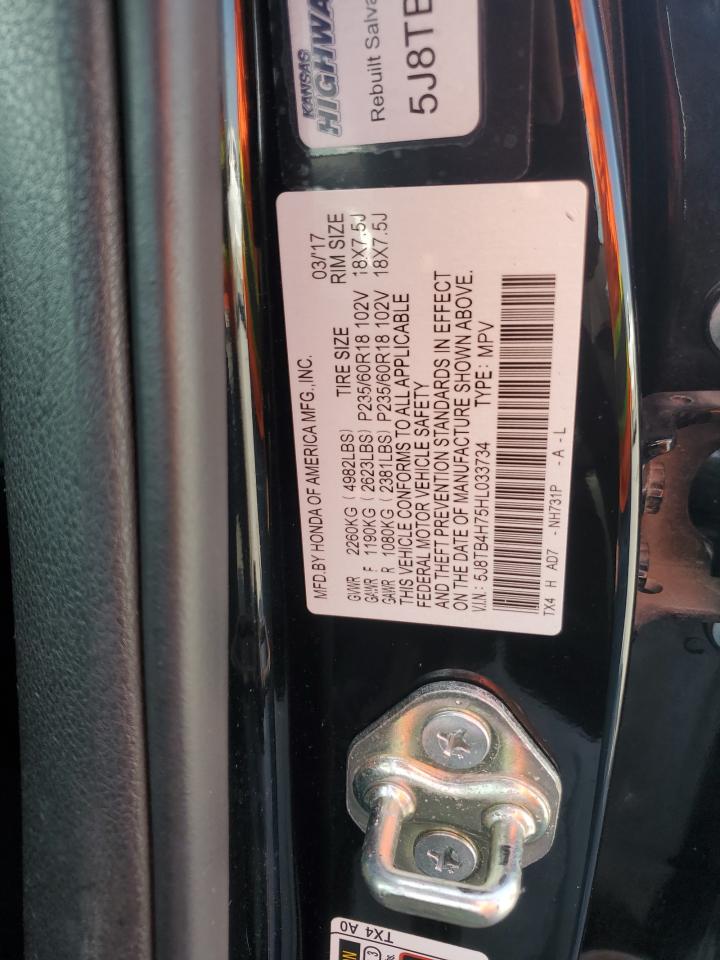 KANSAS
HIGHWA
Rebuilt Salva
5J8TB
MFD.BY HONDA OF AMERICA MFG.,INC. 03/'17
TIRE SIZE RIM SIZE
GVWR 2260KG ( 4982LBS)
GAWR F 1190KG ( 2623LBS) P235/60R18 102V 18X7.5J
GAWR R 1080KG ( 2381LBS) P235/60R18 102V 18X7.5J
THIS VEHICLE CONFORMS TO ALL APPLICABLE
FEDERAL MOTOR VEHICLE SAFETY
AND THEFT PREVENTION STANDARDS IN EFFECT
ON THE DATE OF MANUFACTURE SHOWN ABOVE.
V.I.N.: 5J8TB4H75HL033734 TYPE: MPV
TX4 H AD7 - NH731P - A - L
TX4 A0
3